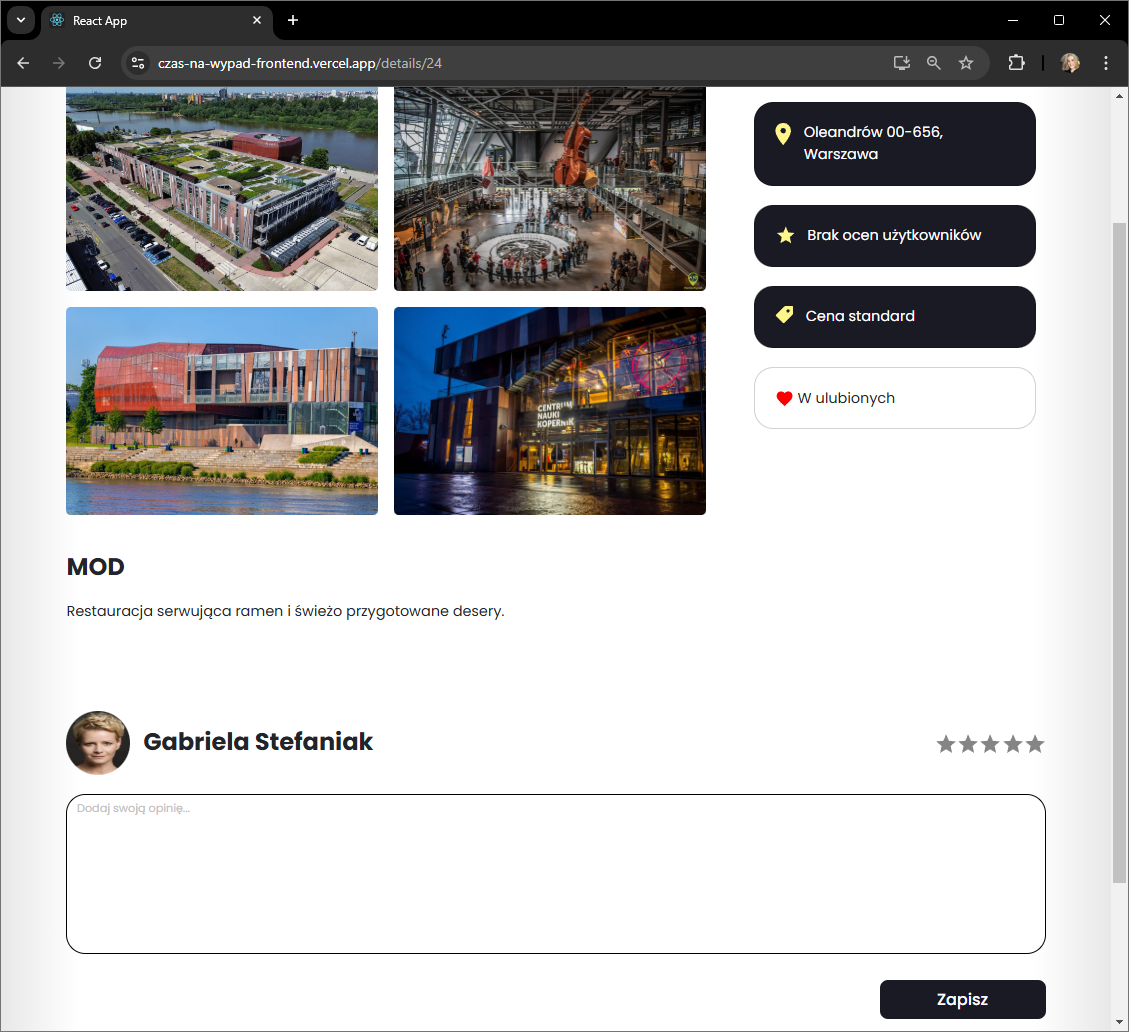 React App
czas-na-wypad-frontend.vercel.app/details/24
Oleandrów 00-656,
Warszawa
Brak ocen użytkowników
Cena standard
W ulubionych
CENTRUM
NAUKI
KOPERNIK
MOD
Restauracja serwująca ramen i świeżo przygotowane desery.
Gabriela Stefaniak
Dodaj swoją opinię...
Zapisz